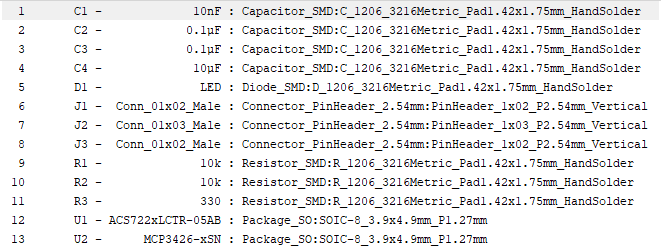 1 C1 - 10nF : Capacitor_SMD:C_1206_3216Metric_Pad1.42x1.75mm_HandSolder
2 C2 - 0.1µF : Capacitor_SMD:C_1206_3216Metric_Pad1.42x1.75mm_HandSolder
3 C3 - 0.1µF : Capacitor_SMD:C_1206_3216Metric_Pad1.42x1.75mm_HandSolder
4 C4 - 10µF : Capacitor_SMD:C_1206_3216Metric_Pad1.42x1.75mm_HandSolder
5 D1 - LED : Diode_SMD:D_1206_3216Metric_Pad1.42x1.75mm_HandSolder
6 J1 - Conn_01x02_Male : Connector_PinHeader_2.54mm:PinHeader_1x02_P2.54mm_Vertical
7 J2 - Conn_01x03_Male : Connector_PinHeader_2.54mm:PinHeader_1x03_P2.54mm_Vertical
8 J3 - Conn_01x02_Male : Connector_PinHeader_2.54mm:PinHeader_1x02_P2.54mm_Vertical
9 R1 - 10k : Resistor_SMD:R_1206_3216Metric_Pad1.42x1.75mm_HandSolder
10 R2 - 10k : Resistor_SMD:R_1206_3216Metric_Pad1.42x1.75mm_HandSolder
11 R3 - 330 : Resistor_SMD:R_1206_3216Metric_Pad1.42x1.75mm_HandSolder
12 U1 - ACS722xLCTR-05AB : Package_SO:SOIC-8_3.9x4.9mm_P1.27mm
13 U2 - MCP3426-xSN : Package_SO:SOIC-8_3.9x4.9mm_P1.27mm